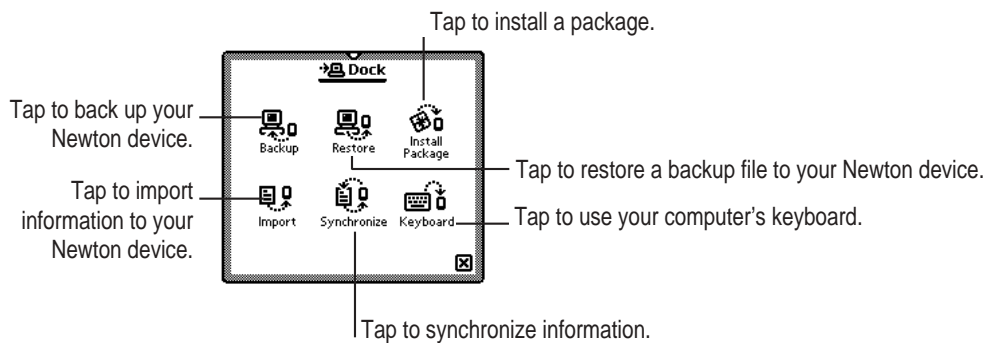 Tap to install a package.
Dock
Tap to back up your
Newton device.
Backup
Restore
Install
Package
Tap to restore a backup file to your Newton device.
Tap to import
information to your
Newton device.
Import
Synchronize
Keyboard
Tap to use your computer’s keyboard.
Tap to synchronize information.